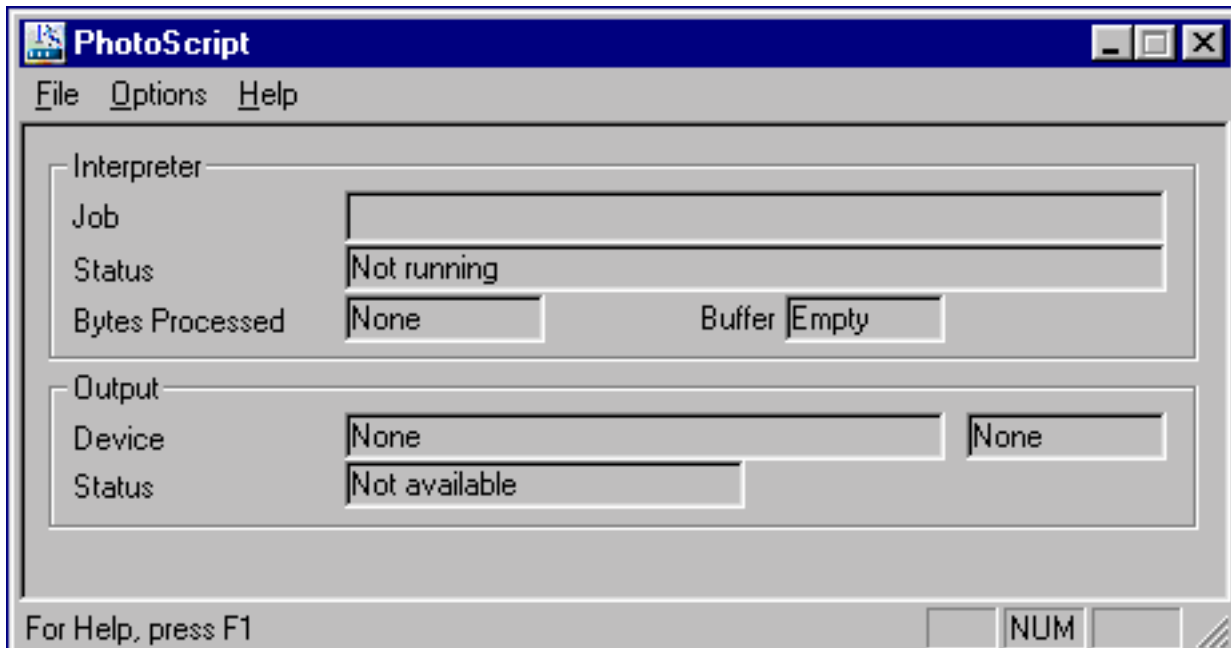 PhotoScript
File Options Help
Interpreter
Job
Status Not running
Bytes Processed None Buffer Empty
Output
Device None None
Status Not available
For Help, press F1 NUM